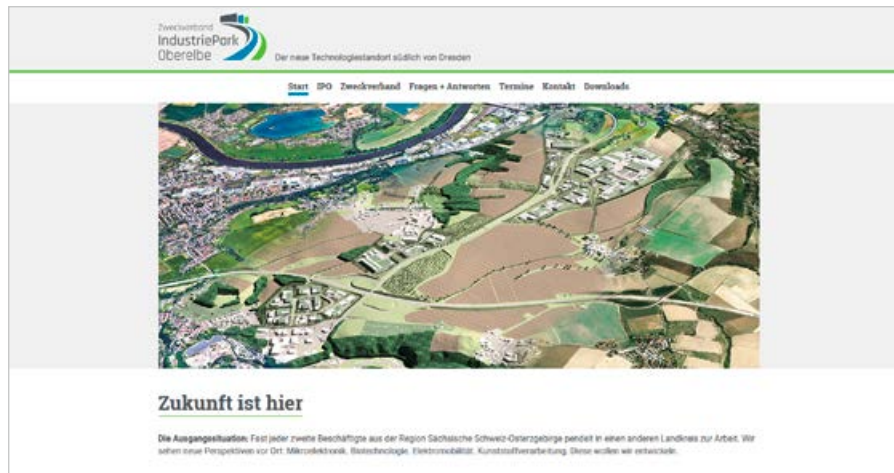 Zweckverband
IndustriePark
Oberelbe
Der neue Technologiestandort südlich von Dresden
Start IPO Zweckverband Fragen + Antworten Termine Kontakt Downloads
Zukunft ist hier
Die Ausgangssituation: Fast jeder zweite Beschäftigte aus der Region Sächsische Schweiz-Osterzgebirge pendelt in einen anderen Landkreis zur Arbeit. Wir
sehen neue Perspektiven vor Ort: Mikroelektronik, Biotechnologie, Elektromobilität, Kunststoffverarbeitung. Diese wollen wir entwickeln.